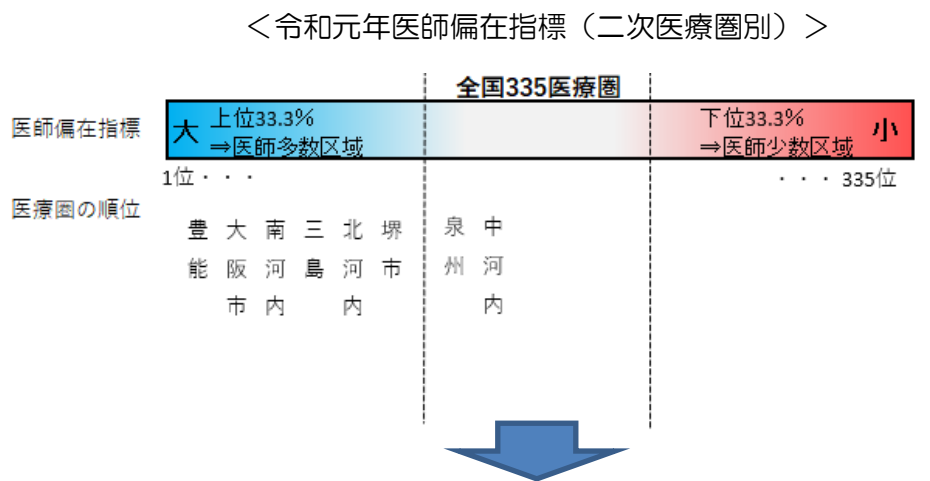 ＜令和元年医師偏在指標（二次医療圏別）＞
全国335医療圏
医師偏在指標
大
上位33.3%
⇒医師多数区域
下位33.3%
⇒医師少数区域
小
1位・・・
・・・335位
医療圏の順位
豊能
大阪市
南河内
三島
北河内
堺市
泉州
中河内